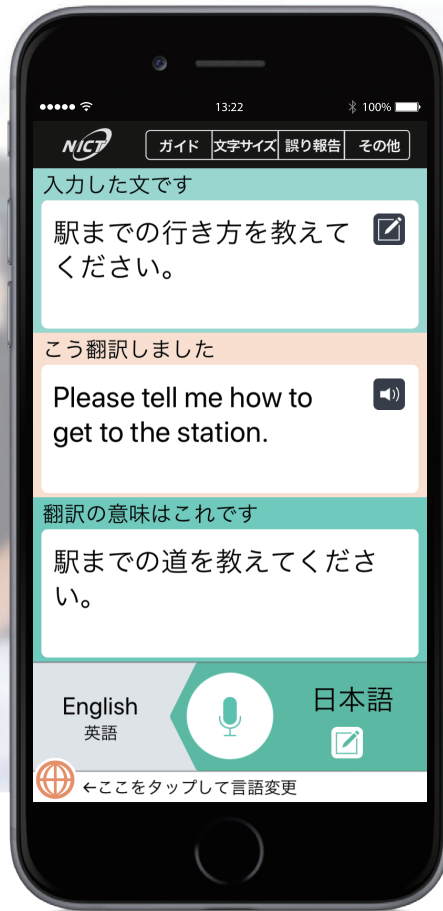 13:22
100%
NICT
ガイド 文字サイズ 誤り報告 その他
入力した文です
駅までの行き方を教えて
ください。
こう翻訳しました
Please tell me how to
get to the station.
翻訳の意味はこれです
駅までの道を教えてくださ
い。
English
英語
日本語
←ここをタップして言語変更